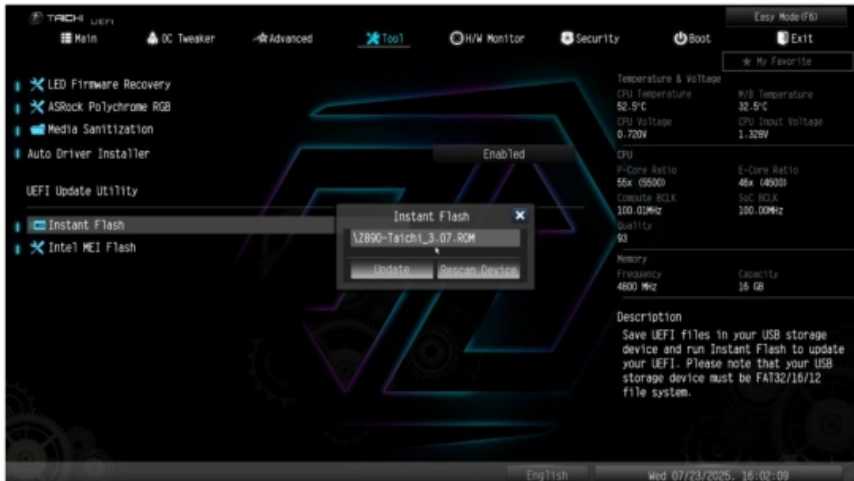 TAICHI UEFI
Easy Mode(F6)
Main
OC Tweaker
Advanced
Tool
H/W Monitor
Security
Boot
Exit
My Favorite
LED Firmware Recovery
ASRock Polychrome RGB
Media Sanitization
Auto Driver Installer
Enabled
UEFI Update Utility
Instant Flash
Intel MEI Flash
Instant Flash
\Z890-Taichi_3.07.ROM
Update
Rescan Device
Temperature & Voltage
CPU Temperature
M/B Temperature
52.5°C
32.5°C
CPU Voltage
CPU Input Voltage
0.720V
1.328V
CPU
P-Core Ratio
E-Core Ratio
55x (5500)
46x (4600)
Compute BCLK
SoC BCLK
100.01MHz
100.00MHz
Quality
93
Memory
Frequency
Capacity
4800 MHz
16 GB
Description
Save UEFI files in your USB storage
device and run Instant Flash to update
your UEFI. Please note that your USB
storage device must be FAT32/16/12
file system.
English
Wed 07/23/2025, 16:02:09